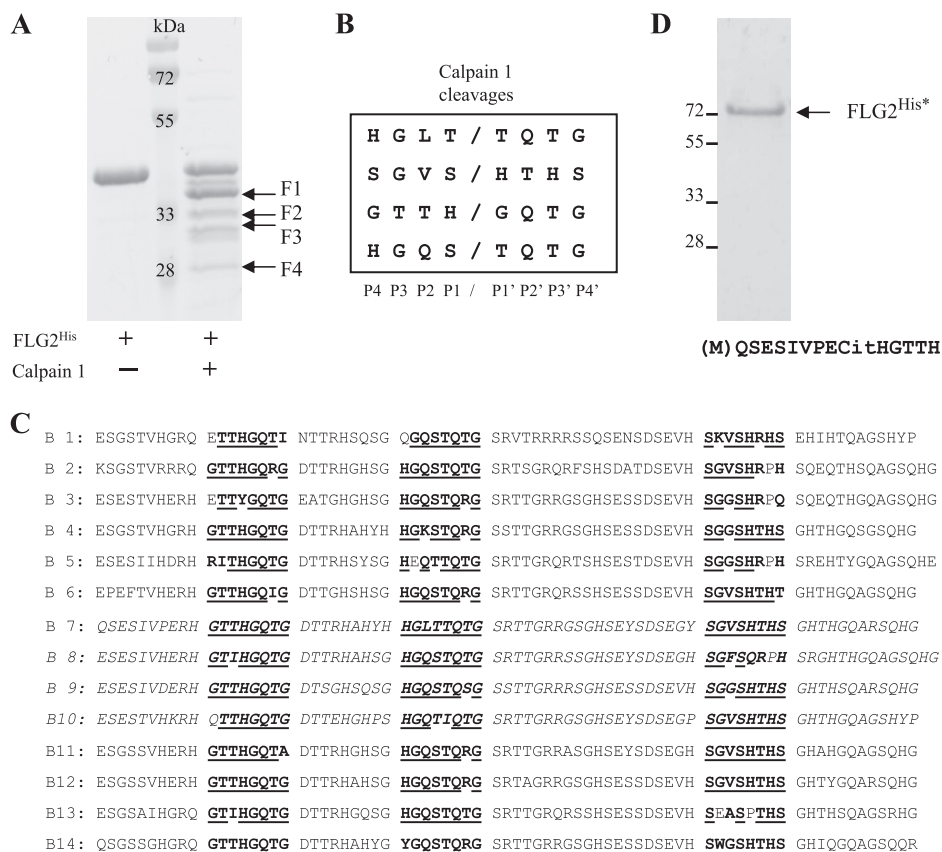 A
kDa
72
55
33
28
F1
F2
F3
F4
FLG2His + +
Calpain 1 − +
B
Calpain 1
cleavages
H G L T / T Q T G
S G V S / H T H S
G T T H / G Q T G
H G Q S / T Q T G
P4 P3 P2 P1 / P1’ P2’ P3’ P4’
D
72
55
33
28
FLG2His*
(M)QSESIVPECitHGTTH
C
B 1: ESGSTVHGRQ ETTHGQTI NTTRHSQSG QGQSTQTG SRVTRRRRSSQSENSDSEVH SKVSHRHS EHIHTQAGSHYP
B 2: KSGSTVRRRQ GTTHGQRG DTTRHGHSG HGQSTQTG SRTSGRQRFSHSDATDSEVH SGVSHRPH SQEQTHSQAGSQHG
B 3: ESESTVHERH ETTYGQTG EATGHGHSG HGQSTQRG SRTTGRRGSGHSESSDSEVH SGGSHRPQ SQEQTHGQAGSQHG
B 4: ESGSTVHGRH GTTHGQTG DTTRHAHYH HGKSTQRG SSTTGRRGSGHSESSDSEVH SGGSHTHS GHTHGQSGSQHG
B 5: ESESIIHDRH RITHGQTG DTTRHSYSG HEQTTQTG SRTTGRQRTSHSESTDSEVH SGGSHRPH SREHTYGQAGSQHE
B 6: EPEFTVHERH GTTHGQIG DTTGHSHSG HGQSTQRG SRTTGRQRSSHSESSDSEVH SGVSHTHT GHTHGQAGSQHG
B 7: QSESIVPERH GTTHGQTG DTTRHAHYH HGLTTQTG SRTTGRRGSGHSEYSDSEGY SGVSHTHS GHTHGQARSQHG
B 8: ESESIVHERH GTIHGQTG DTTRHAHSG HGQSTQTG SRTTGRRSSGHSEYSDSEGH SGFSQRPH SRGHTHGQAGSQHG
B 9: ESESIVDERH GTTHGQTG DTSGHSQSG HGQSTQSG SSTTGRRGSGHSESSDSEVH SGGSHTHS GHTHSQARSQHG
B10: ESESTVHKRH QTTHGQTG DTTEHGHPS HGQTIQTG SRTTGRRGSGHSEYSDSEGP SGVSHTHS GHTHGQAGSHYP
B11: ESGSSVHERH GTTHGQTA DTTRHGHSG HGQSTQRG SRTTGRRASGHSEYSDSEGH SGVSHTHS GHAHGQAGSQHG
B12: ESGSSVHERH GTTHGQTG DTTRHAHSG HGQSTQRG SRTAGRRGSGHSESSDSEVH SGVSHTHS GHTYGQARSQHG
B13: ESGSAIHGRQ GTIHGQTG DTTRHGQSG HGQSTQTG SRTTGRQRSSHSESSDSEVH SEASPTHS GHTHSQAGSRHG
B14: QSGSSGHGRQ GTTHGQTG DTTRHAHYG YGQSTQRG SRTTGRRGSGHSESSDSEVH SWGSHTHS GHIQGQAGSQQR